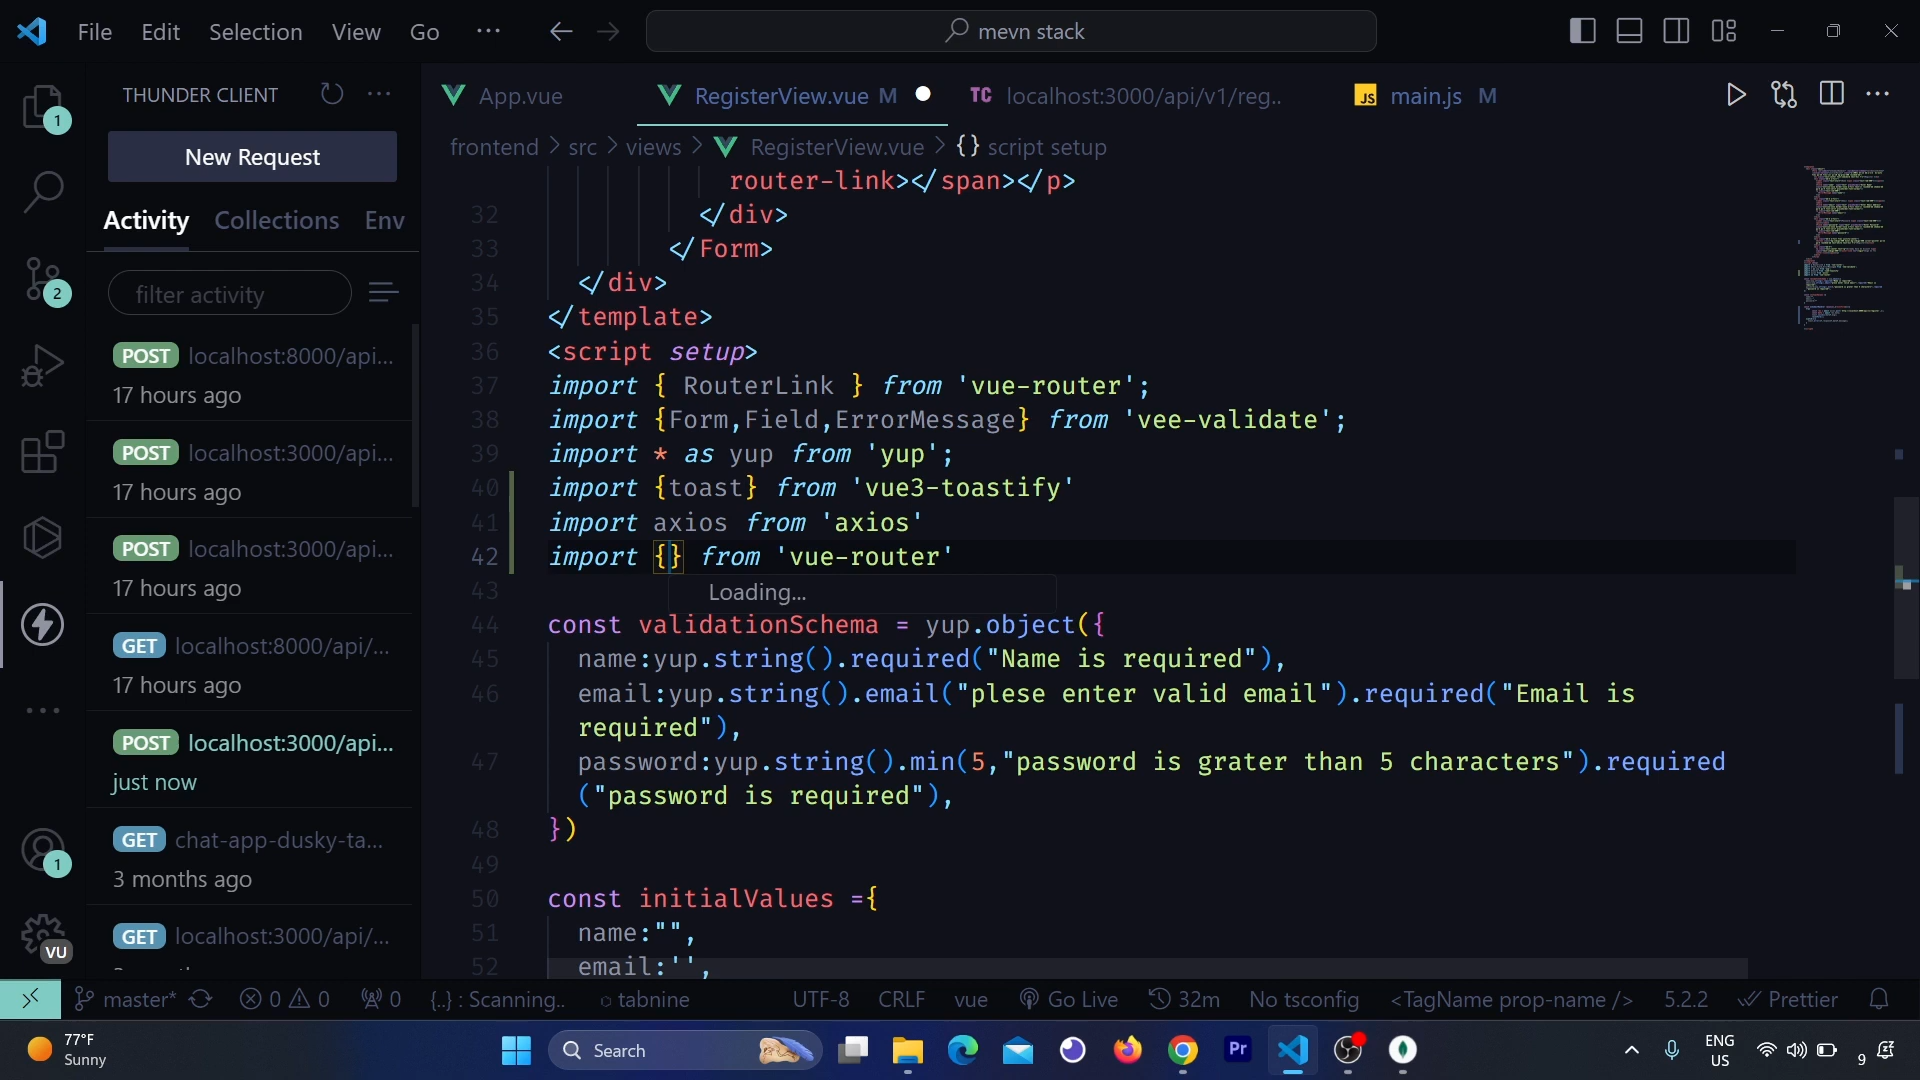 File Edit Selection View Go ··· mevn stack
THUNDER CLIENT
New Request
Activity Collections Env
filter activity
POST localhost:8000/api...
17 hours ago
POST localhost:3000/api...
17 hours ago
POST localhost:3000/api...
17 hours ago
GET localhost:8000/api/...
17 hours ago
POST localhost:3000/api...
just now
GET chat-app-dusky-ta...
3 months ago
GET localhost:3000/api/...
1
2
1
VU
App.vue RegisterView.vue M TC localhost:3000/api/v1/reg.. JS main.js M
frontend > src > views > RegisterView.vue > {} script setup
router-link></span></p>
32 </div>
33 </Form>
34 </div>
35 </template>
36 <script setup>
37 import { RouterLink } from 'vue-router';
38 import {Form,Field,ErrorMessage} from 'vee-validate';
39 import * as yup from 'yup';
40 import {toast} from 'vue3-toastify'
41 import axios from 'axios'
42 import {} from 'vue-router'
43 Loading...
44 const validationSchema = yup.object({
45 name:yup.string().required("Name is required"),
46 email:yup.string().email("plese enter valid email").required("Email is
required"),
47 password:yup.string().min(5,"password is grater than 5 characters").required
("password is required"),
48 })
49
50 const initialValues ={
51 name:"",
52 email:'',
master* 0 0 0 {..} : Scanning.. tabnine UTF-8 CRLF vue Go Live 32m No tsconfig <TagName prop-name /> 5.2.2 Prettier
77°F
Sunny
Search
Pr
ENG
US
9